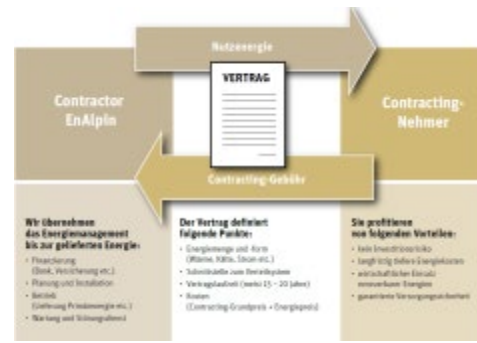 Nutzenergie
VERTRAG
Contractor
EnAlpin
Contracting-
Nehmer
Contracting-Gebühr
Wir übernehmen
das Energiemanagement
bis zur gelieferten Energie:
• Finanzierung
(Bank, Versicherung etc.)
• Planung und Installation
• Betrieb
(Lieferung Primärenergie etc.)
• Wartung und Störungsdienst
Der Vertrag definiert
folgende Punkte:
• Energiemenge und -form
(Wärme, Kälte, Strom etc.)
• Schnittstelle zum Verteilsystem
• Vertragslaufzeit (meist 15 – 20 Jahre)
• Kosten
(Contracting-Grundpreis + Energiepreis)
Sie profitieren
von folgenden Vorteilen:
• kein Investitionsrisiko
• langfristig tiefere Energiekosten
• wirtschaftlicher Einsatz
erneuerbarer Energien
• garantierte Versorgungssicherheit